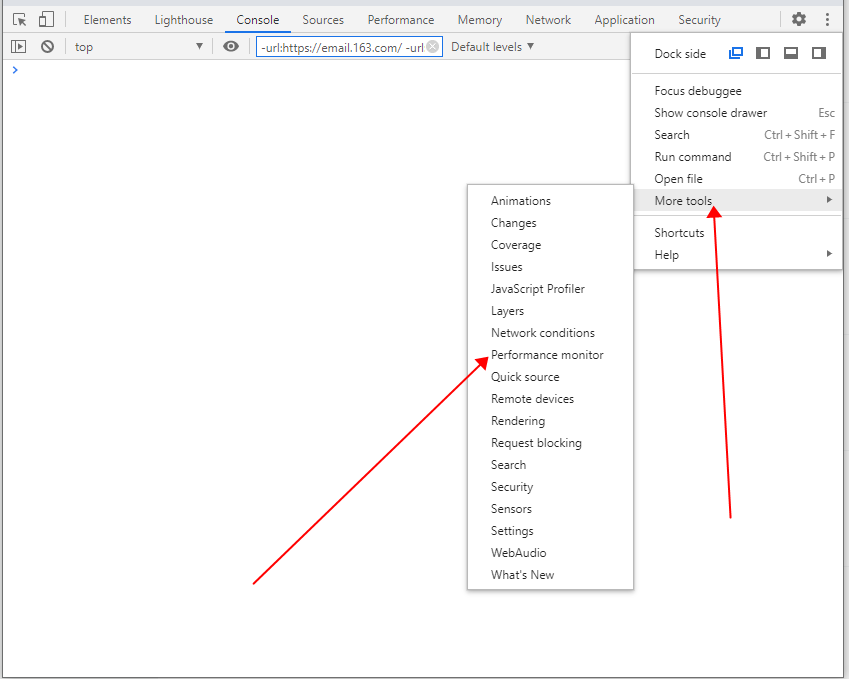 Elements Lighthouse Console Sources Performance Memory Network Application Security
top -url:https://email.163.com/ -url Default levels
Dock side
Focus debuggee
Show console drawer Esc
Search Ctrl + Shift + F
Run command Ctrl + Shift + P
Open file Ctrl + P
More tools
Shortcuts
Help
Animations
Changes
Coverage
Issues
JavaScript Profiler
Layers
Network conditions
Performance monitor
Quick source
Remote devices
Rendering
Request blocking
Search
Security
Sensors
Settings
WebAudio
What's New